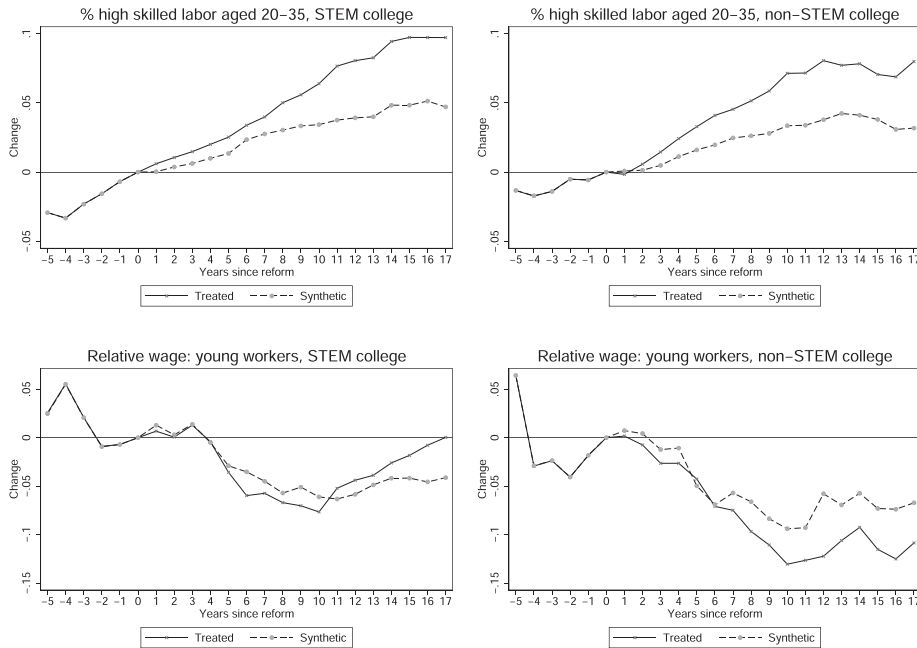 % high skilled labor aged 20−35, STEM college
.1
.05
0
−.05
Change
−5 −4 −3 −2 −1 0 1 2 3 4 5 6 7 8 9 10 11 12 13 14 15 16 17
Years since reform
Treated Synthetic
% high skilled labor aged 20−35, non−STEM college
.1
.05
0
−.05
Change
−5 −4 −3 −2 −1 0 1 2 3 4 5 6 7 8 9 10 11 12 13 14 15 16 17
Years since reform
Treated Synthetic
Relative wage: young workers, STEM college
.05
0
−.05
−.1
−.15
Change
−5 −4 −3 −2 −1 0 1 2 3 4 5 6 7 8 9 10 11 12 13 14 15 16 17
Years since reform
Treated Synthetic
Relative wage: young workers, non−STEM college
.05
0
−.05
−.1
−.15
Change
−5 −4 −3 −2 −1 0 1 2 3 4 5 6 7 8 9 10 11 12 13 14 15 16 17
Years since reform
Treated Synthetic